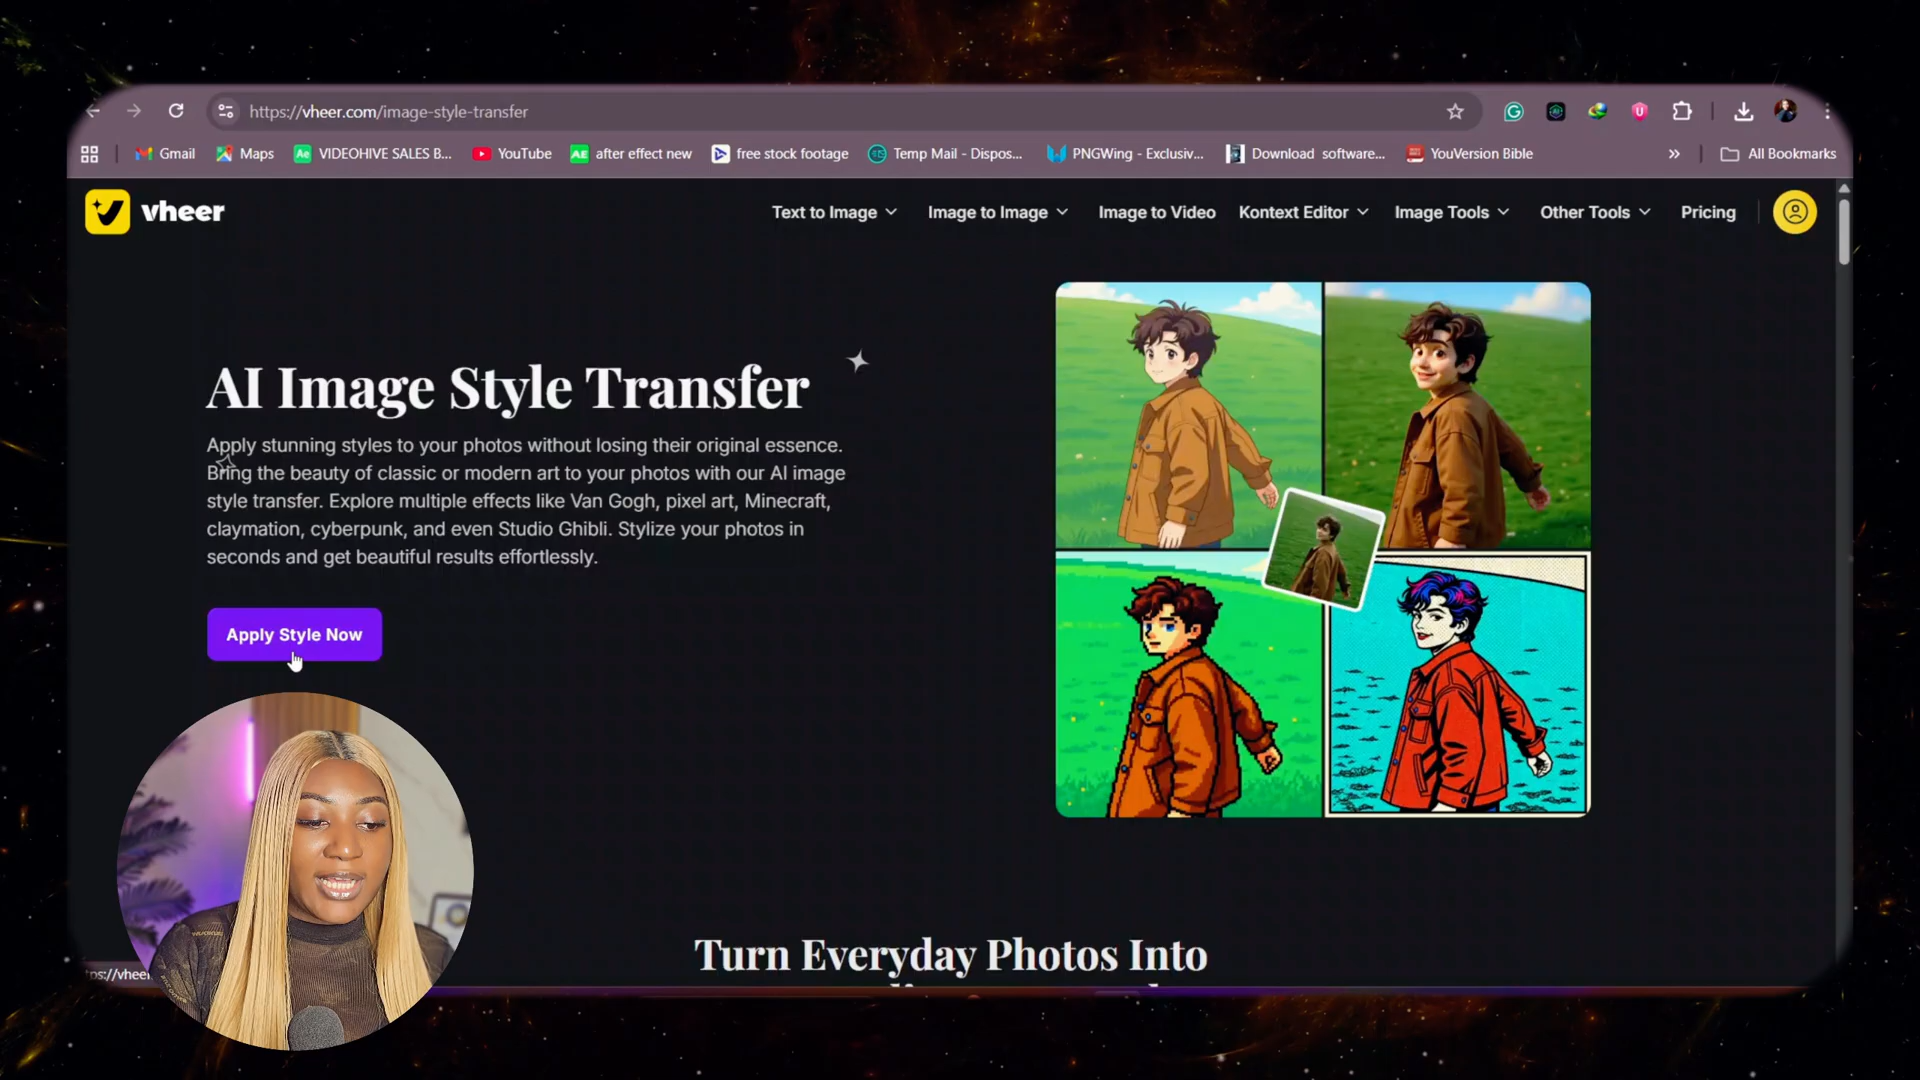 https://vheer.com/image-style-transfer
Gmail
Maps
VIDEOHIVE SALES B...
YouTube
after effect new
free stock footage
Temp Mail - Dispos...
PNGWing - Exclusiv...
Download software...
YouVersion Bible
All Bookmarks
vheer
Text to Image
Image to Image
Image to Video
Kontext Editor
Image Tools
Other Tools
Pricing
AI Image Style Transfer
Apply stunning styles to your photos without losing their original essence.
Bring the beauty of classic or modern art to your photos with our AI image
style transfer. Explore multiple effects like Van Gogh, pixel art, Minecraft,
claymation, cyberpunk, and even Studio Ghibli. Stylize your photos in
seconds and get beautiful results effortlessly.
Apply Style Now
Turn Everyday Photos Into